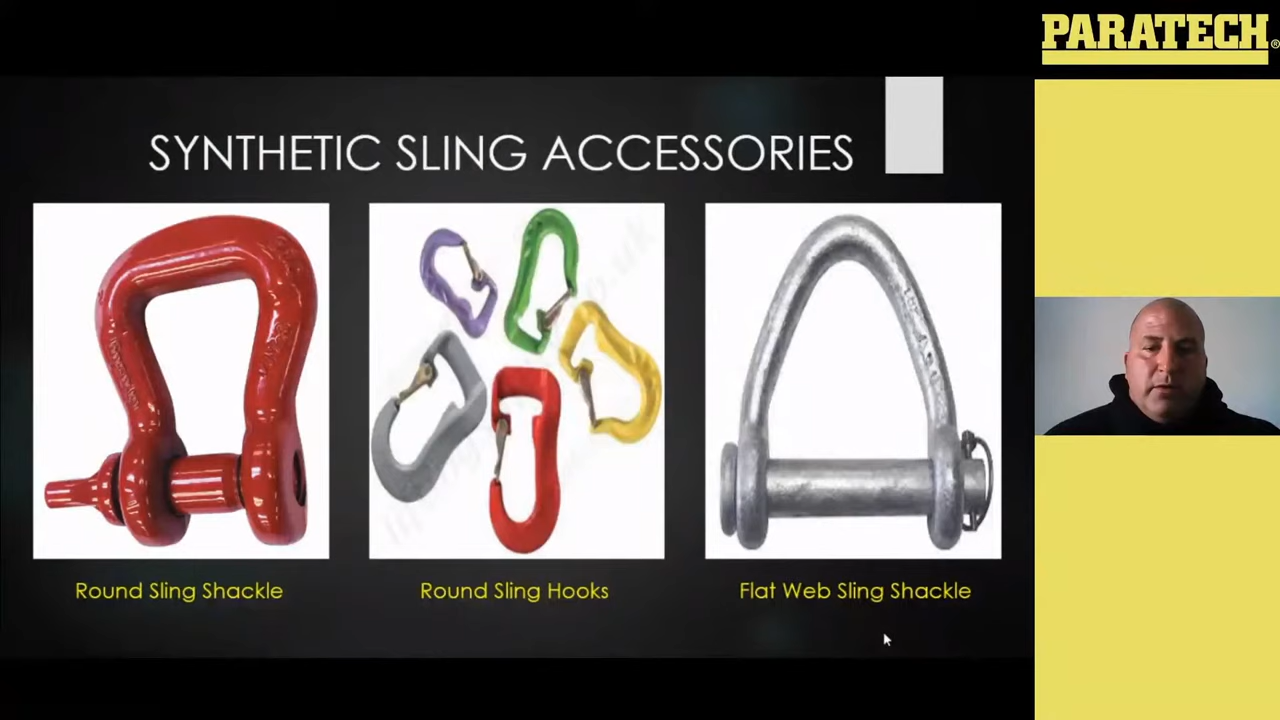 PARATECH®
SYNTHETIC SLING ACCESSORIES
Round Sling Shackle
Round Sling Hooks
Flat Web Sling Shackle